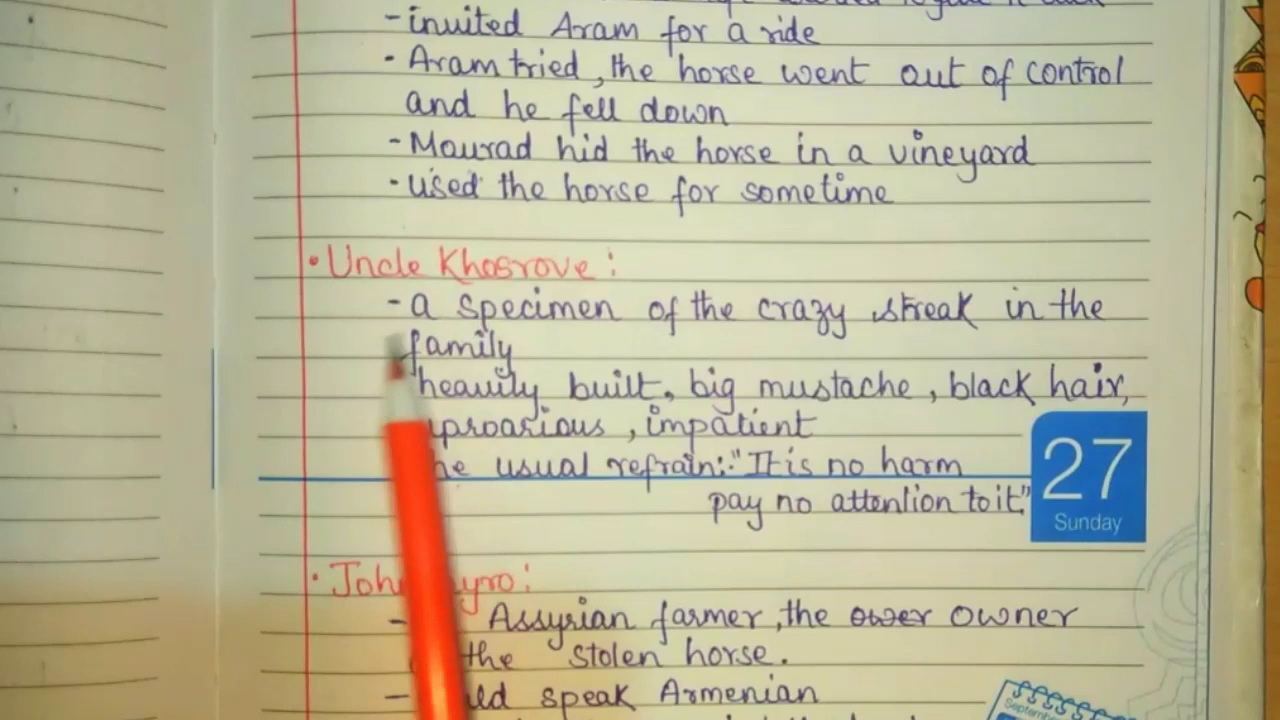 - invited Aram for a ride
- Aram tried, the horse went out of control
and he fell down
- Mourad hid the horse in a vineyard
- used the horse for sometime
• Uncle Khosrove:
- a specimen of the crazy streak in the
family
heavily built, big mustache, black hair,
, impatient
usual refrain:"It is no harm
pay no attention to it"
27
Sunday
•
- Assyrian farmer, the ower owner
the stolen horse.
- speak Armenian
September